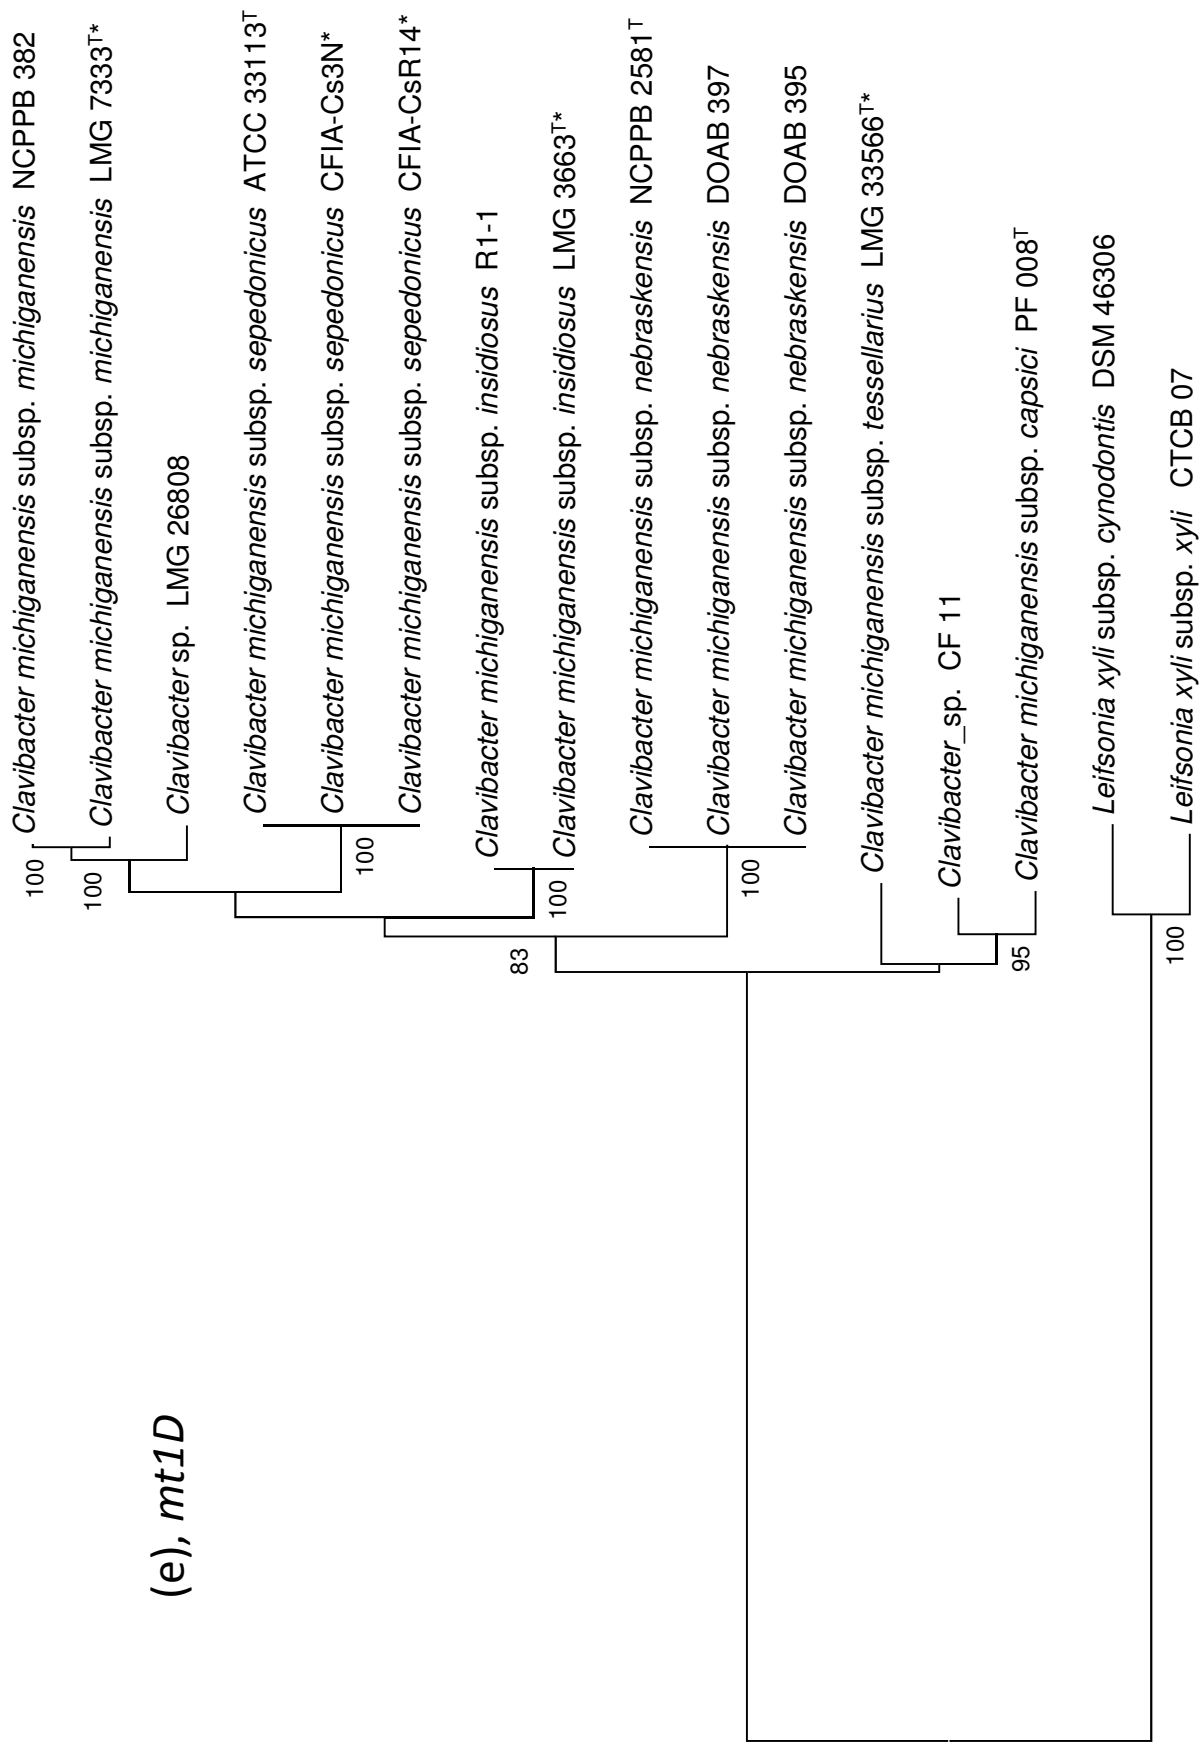 (e), mt1D
Clavibacter michiganensis subsp. michiganensis NCPPB 382
Clavibacter michiganensis subsp. michiganensis LMG 7333T*
Clavibacter sp. LMG 26808
Clavibacter michiganensis subsp. sepedonicus ATCC 33113T
Clavibacter michiganensis subsp. sepedonicus CFIA-Cs3N*
Clavibacter michiganensis subsp. sepedonicus CFIA-CsR14*
Clavibacter michiganensis subsp. insidiosus R1-1
Clavibacter michiganensis subsp. insidiosus LMG 3663T*
Clavibacter michiganensis subsp. nebraskensis NCPPB 2581T
Clavibacter michiganensis subsp. nebraskensis DOAB 397
Clavibacter michiganensis subsp. nebraskensis DOAB 395
Clavibacter michiganensis subsp. tessellarius LMG 33566T*
Clavibacter_sp. CF 11
Clavibacter michiganensis subsp. capsici PF 008T
Leifsonia xyli subsp. cynodontis DSM 46306
Leifsonia xyli subsp. xyli CTCB 07
100
100
100
100
83
100
95
100